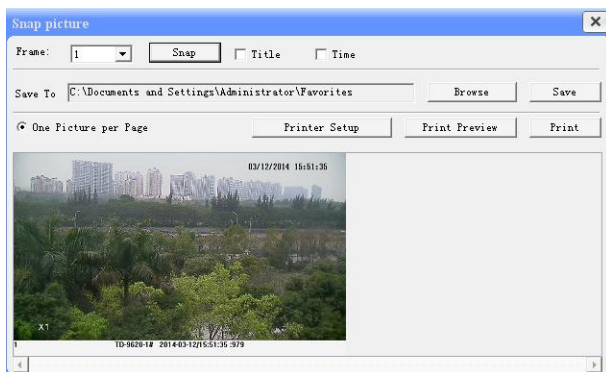 Snap picture
Frame: 1 Snap Title Time
Save To C:\Documents and Settings\Administrator\Favorites Browse Save
One Picture per Page Printer Setup Print Preview Print
03/12/2014 15:51:35
X1
1 TD-9620-1# 2014-03-12/15:51:35 :979